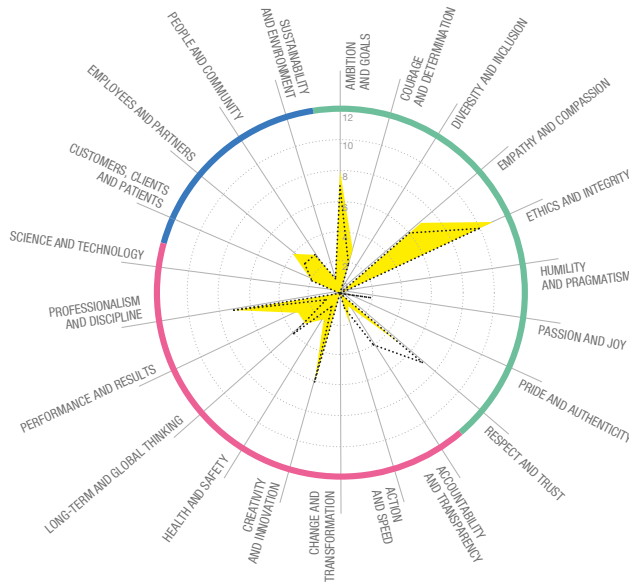 AMBITION
AND GOALS
COURAGE
AND DETERMINATION
DIVERSITY AND INCLUSION
EMPATHY AND COMPASSION
ETHICS AND INTEGRITY
HUMILITY
AND PRAGMATISM
PASSION AND JOY
PRIDE AND AUTHENTICITY
RESPECT AND TRUST
ACCOUNTABILITY
AND TRANSPARENCY
ACTION
AND SPEED
CHANGE AND
TRANSFORMATION
CREATIVITY
AND INNOVATION
HEALTH AND SAFETY
LONG-TERM AND GLOBAL THINKING
PERFORMANCE AND RESULTS
PROFESSIONALISM
AND DISCIPLINE
SCIENCE AND TECHNOLOGY
CUSTOMERS, CLIENTS
AND PATIENTS
EMPLOYEES AND PARTNERS
PEOPLE AND COMMUNITY
SUSTAINABILITY
AND ENVIRONMENT
12
10
8